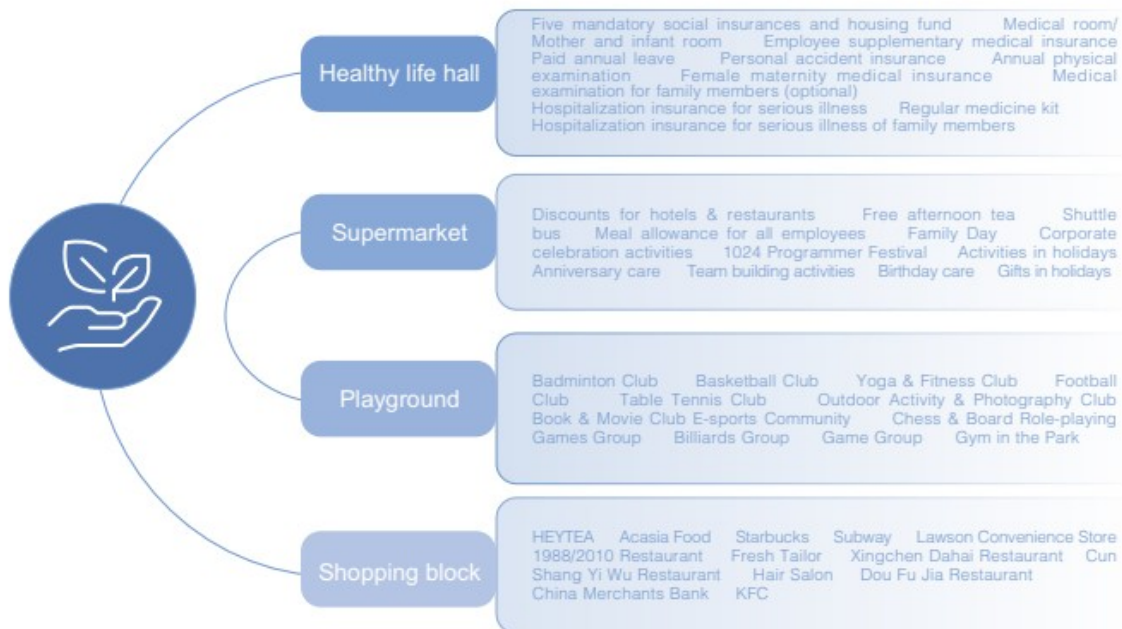 Healthy life hall
Five mandatory social insurances and housing fund Medical room/
Mother and infant room Employee supplementary medical insurance
Paid annual leave Personal accident insurance Annual physical
examination Female maternity medical insurance Medical
examination for family members (optional)
Hospitalization insurance for serious illness Regular medicine kit
Hospitalization insurance for serious illness of family members
Supermarket
Discounts for hotels & restaurants Free afternoon tea Shuttle
bus Meal allowance for all employees Family Day Corporate
celebration activities 1024 Programmer Festival Activities in holidays
Anniversary care Team building activities Birthday care Gifts in holidays
Playground
Badminton Club Basketball Club Yoga & Fitness Club Football
Club Table Tennis Club Outdoor Activity & Photography Club
Book & Movie Club E-sports Community Chess & Board Role-playing
Games Group Billiards Group Game Group Gym in the Park
Shopping block
HEYTEA Acasia Food Starbucks Subway Lawson Convenience Store
1988/2010 Restaurant Fresh Tailor Xingchen Dahai Restaurant Cun
Shang Yi Wu Restaurant Hair Salon Dou Fu Jia Restaurant
China Merchants Bank KFC